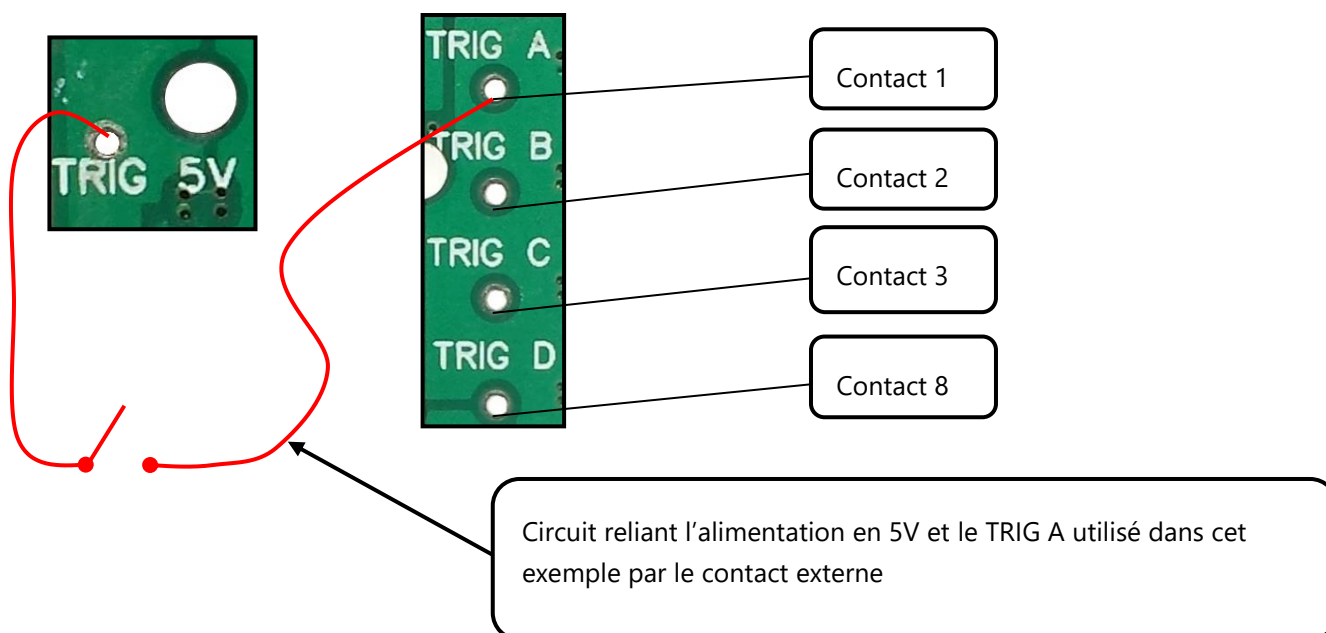 TRIG 5V
TRIG A
TRIG B
TRIG C
TRIG D
Contact 1
Contact 2
Contact 3
Contact 8
Circuit reliant l’alimentation en 5V et le TRIG A utilisé dans cet
exemple par le contact externe